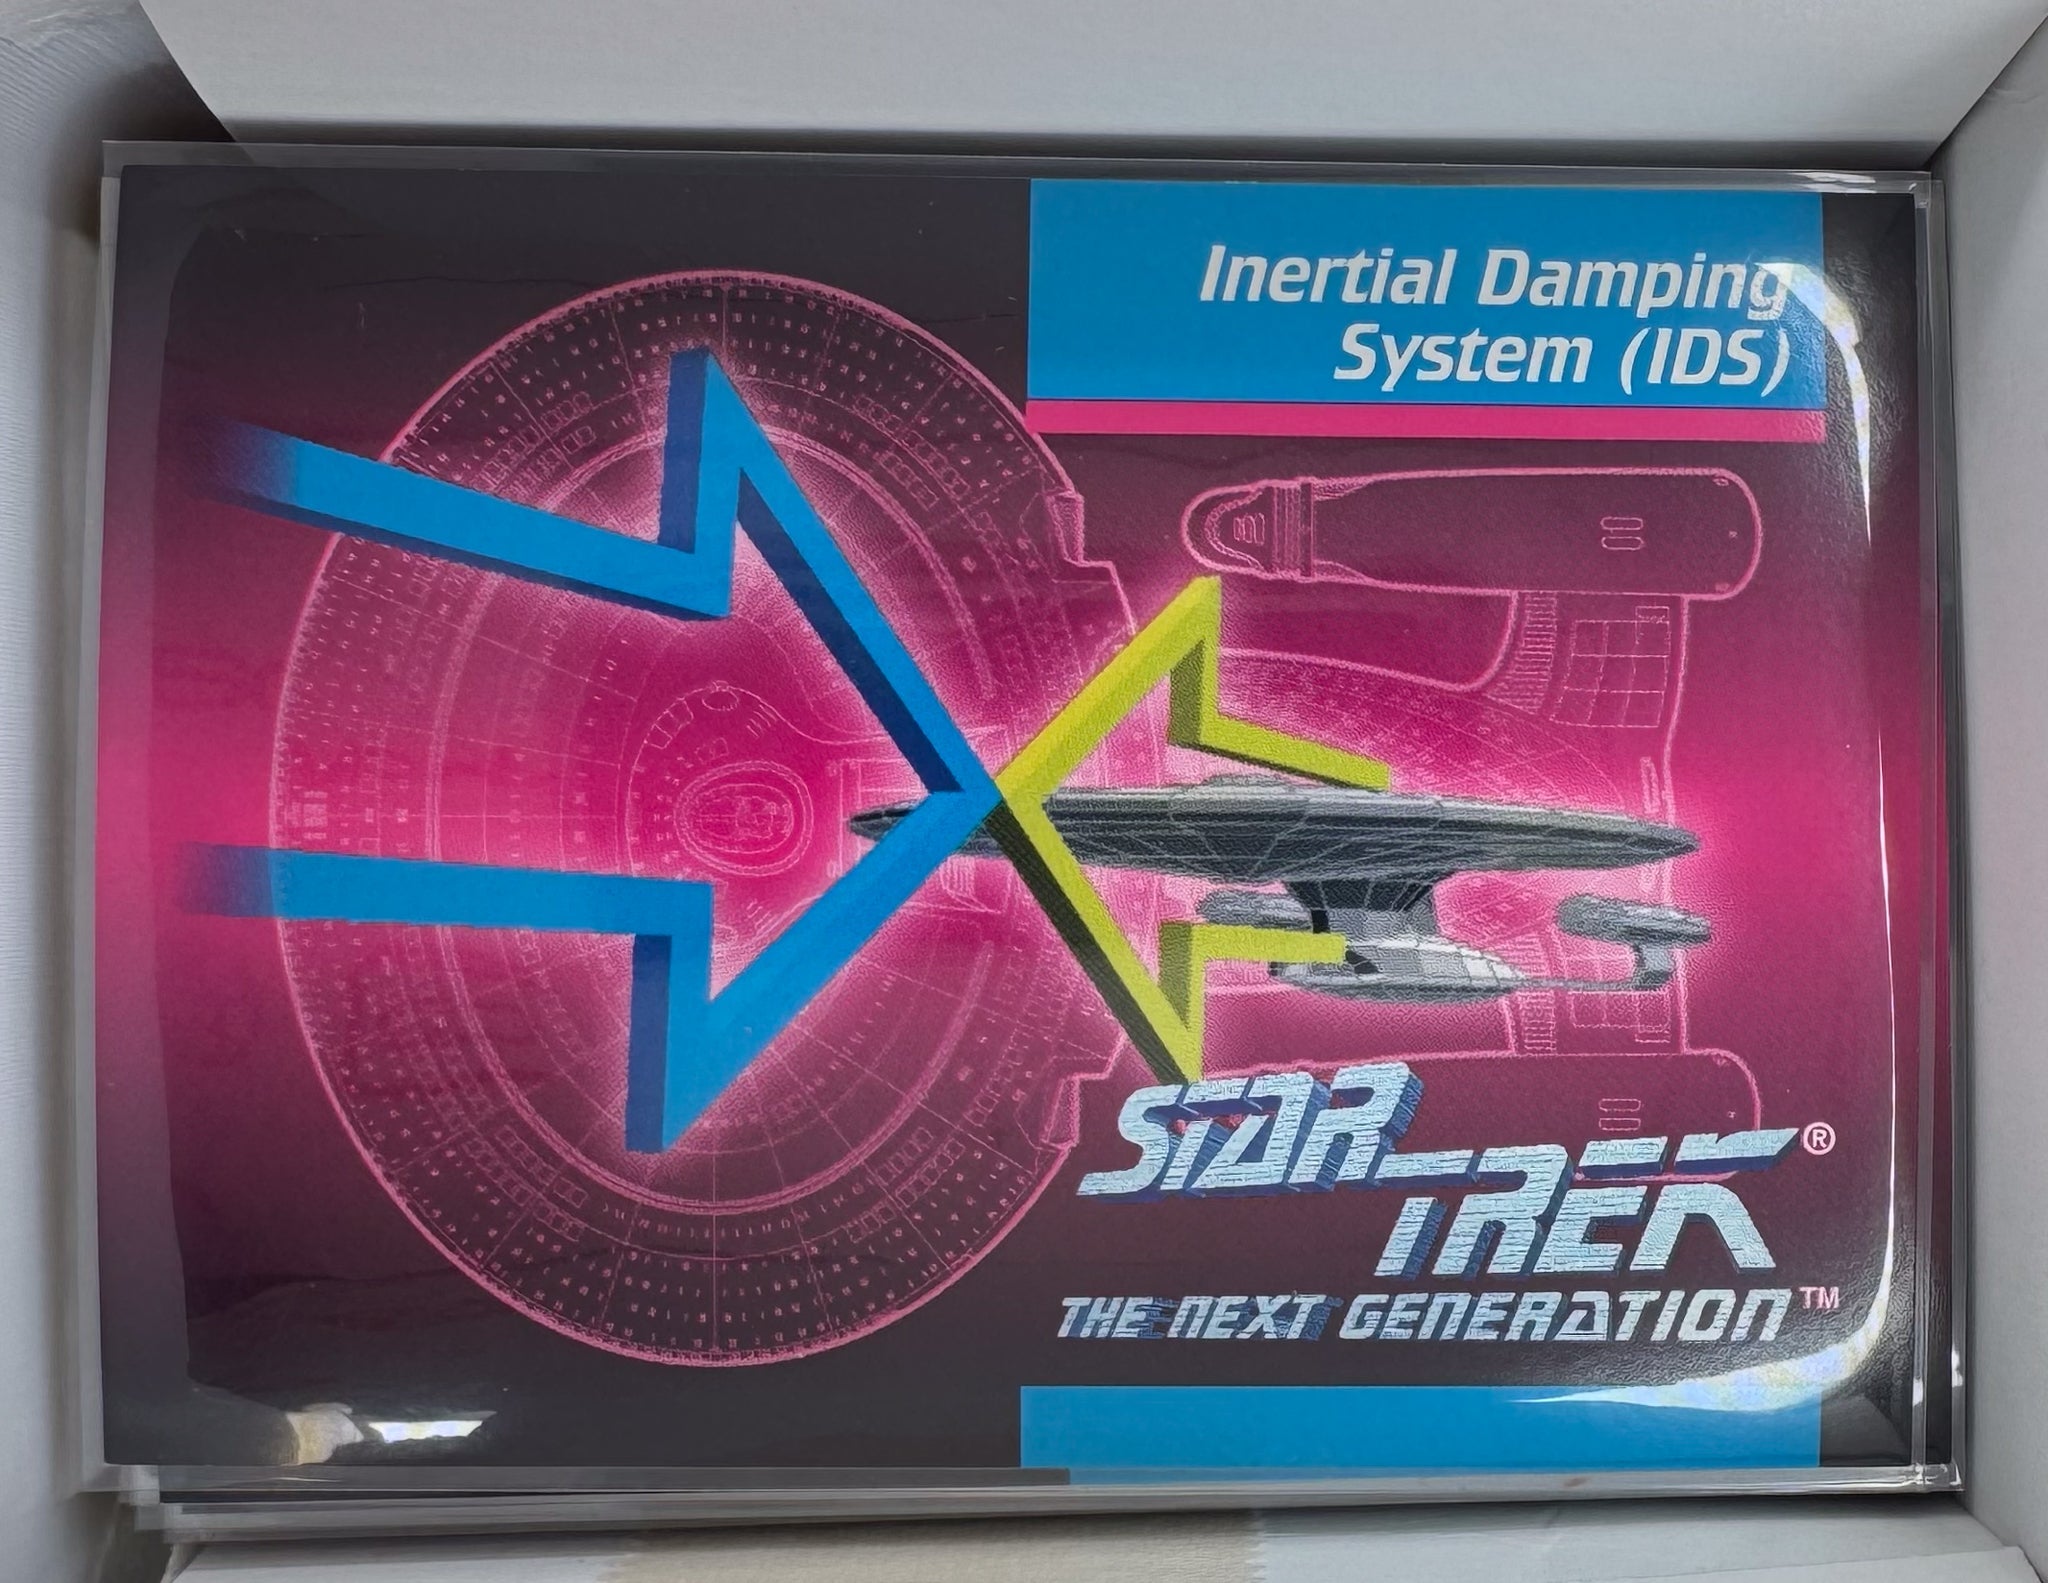 Inertial Damping
System (IDS)
STAR
TREK®
THE NEXT GENERATION™